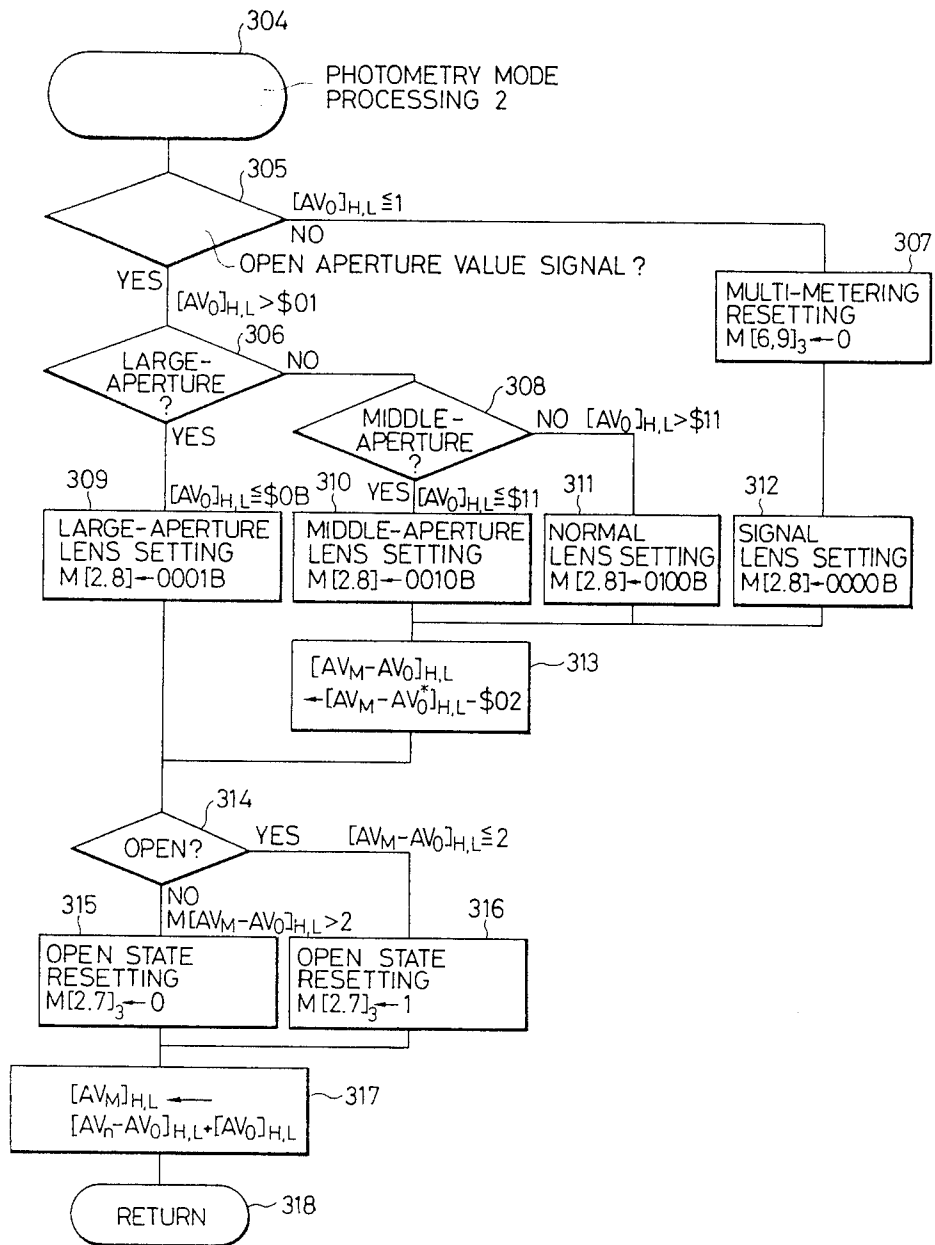 304
PHOTOMETRY MODE
PROCESSING 2
305
[AV₀]H,L≦1
NO
OPEN APERTURE VALUE SIGNAL?
YES
[AV₀]H,L>$01
307
MULTI-METERING
RESETTING
M[6,9]₃←0
306
LARGE-
APERTURE
?
NO
YES
308
MIDDLE-
APERTURE
?
NO [AV₀]H,L>$11
YES
[AV₀]H,L≦$11
309
[AV₀]H,L≦$0B
LARGE-APERTURE
LENS SETTING
M[2.8]←0001B
310
MIDDLE-APERTURE
LENS SETTING
M[2.8]←0010B
311
NORMAL
LENS SETTING
M[2.8]←0100B
312
SIGNAL
LENS SETTING
M[2.8]←0000B
313
[AVM-AV₀]H,L
←[AVM-AV₀*]H,L-$02
314
OPEN?
YES [AVM-AV₀]H,L≦2
NO
M[AVM-AV₀]H,L>2
315
OPEN STATE
RESETTING
M[2.7]₃←0
316
OPEN STATE
RESETTING
M[2.7]₃←1
317
[AVM]H,L ←
[AVn-AV₀]H,L+[AV₀]H,L
RETURN
318